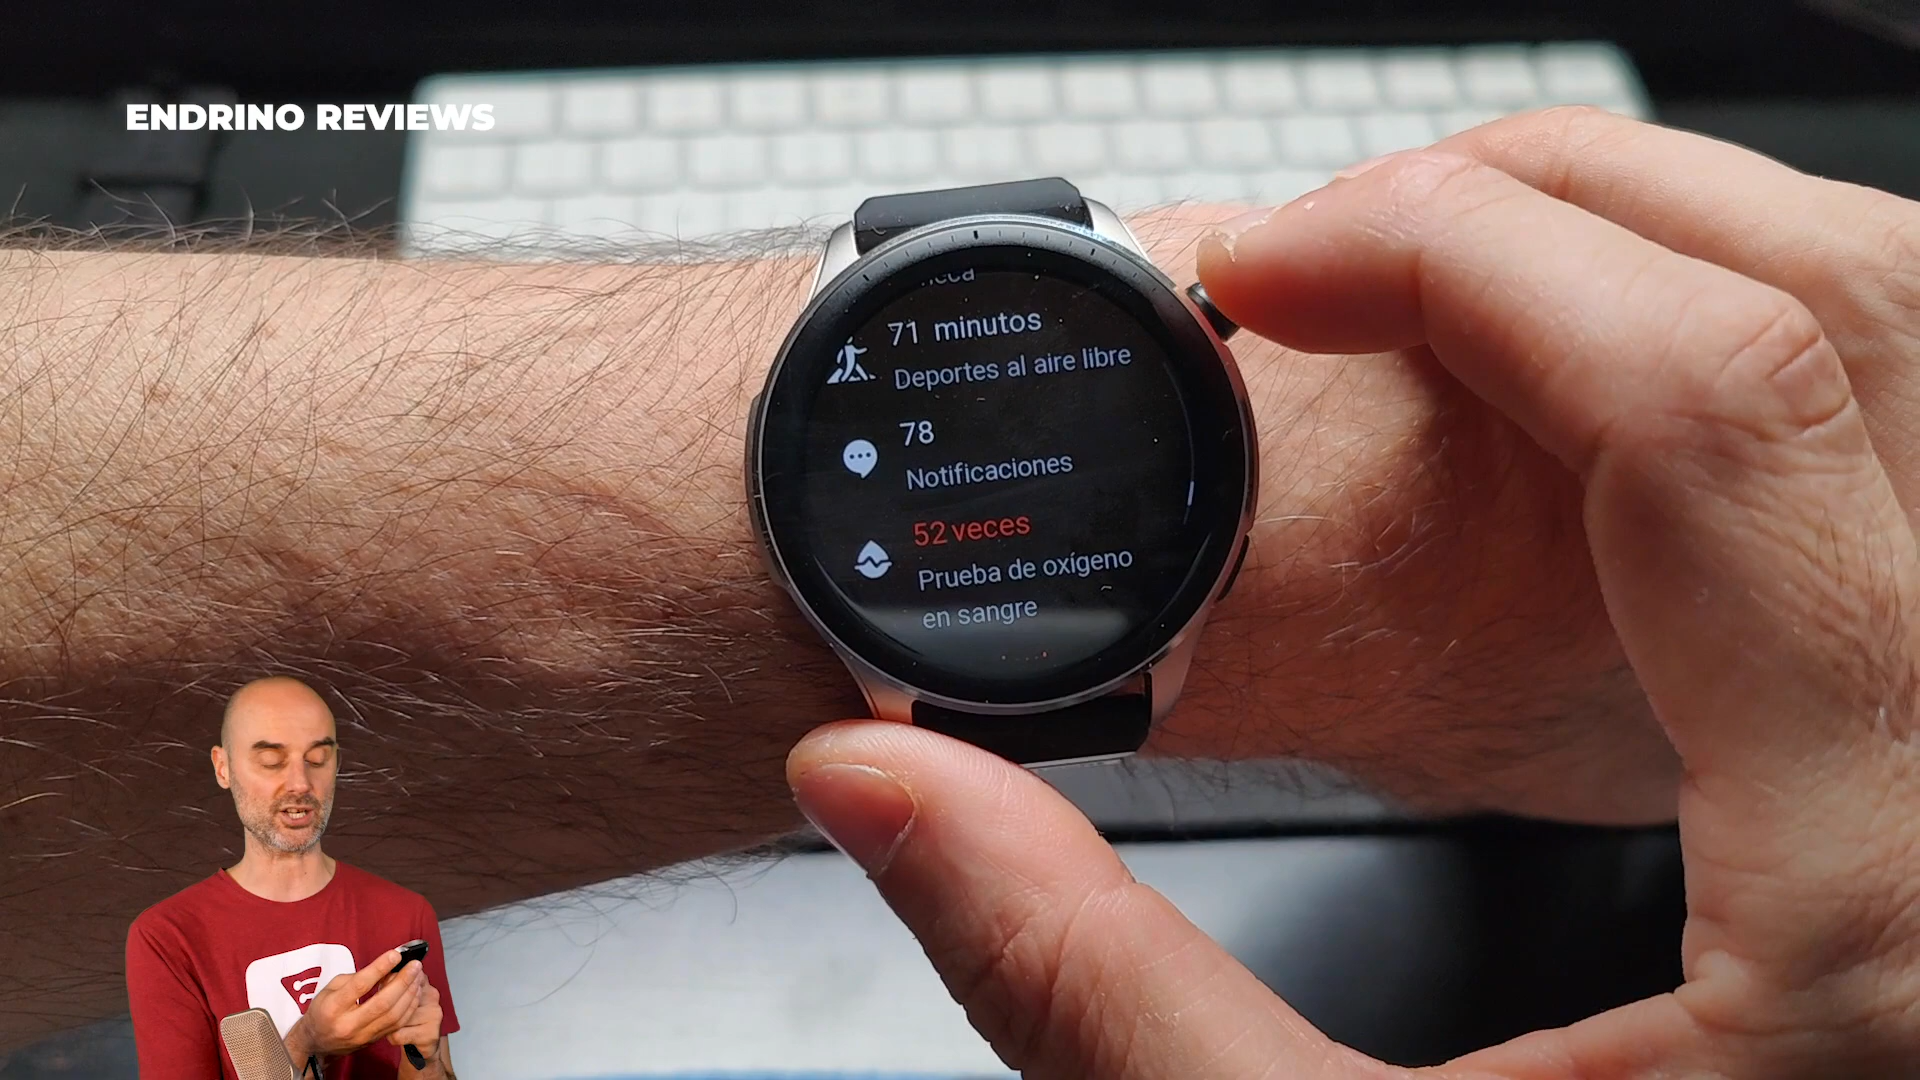 ENDRINO REVIEWS
71 minutos
Deportes al aire libre
78
Notificaciones
52 veces
Prueba de oxígeno
en sangre